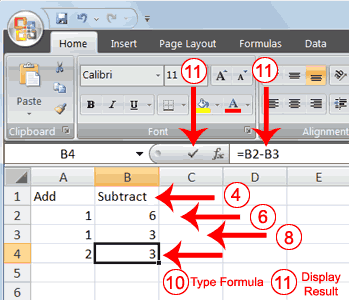 Home Insert Page Layout Formulas Data
Calibri 11 A A
Paste B I U A
Clipboard Font Alignment
11 11
B4 fx =B2-B3
A B C D E
1 Add Subtract 4
2 1 6 6
3 1 3 8
4 2 3
10 Type Formula 11 Display
Result